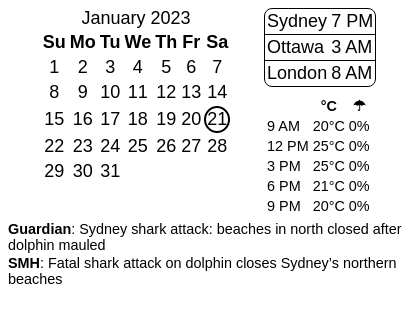 January 2023
Su Mo Tu We Th Fr Sa
1 2 3 4 5 6 7
8 9 10 11 12 13 14
15 16 17 18 19 20 21
22 23 24 25 26 27 28
29 30 31
Sydney 7 PM
Ottawa 3 AM
London 8 AM
°C ☂
9 AM 20°C 0%
12 PM 25°C 0%
3 PM 25°C 0%
6 PM 21°C 0%
9 PM 20°C 0%
Guardian: Sydney shark attack: beaches in north closed after
dolphin mauled
SMH: Fatal shark attack on dolphin closes Sydney's northern
beaches